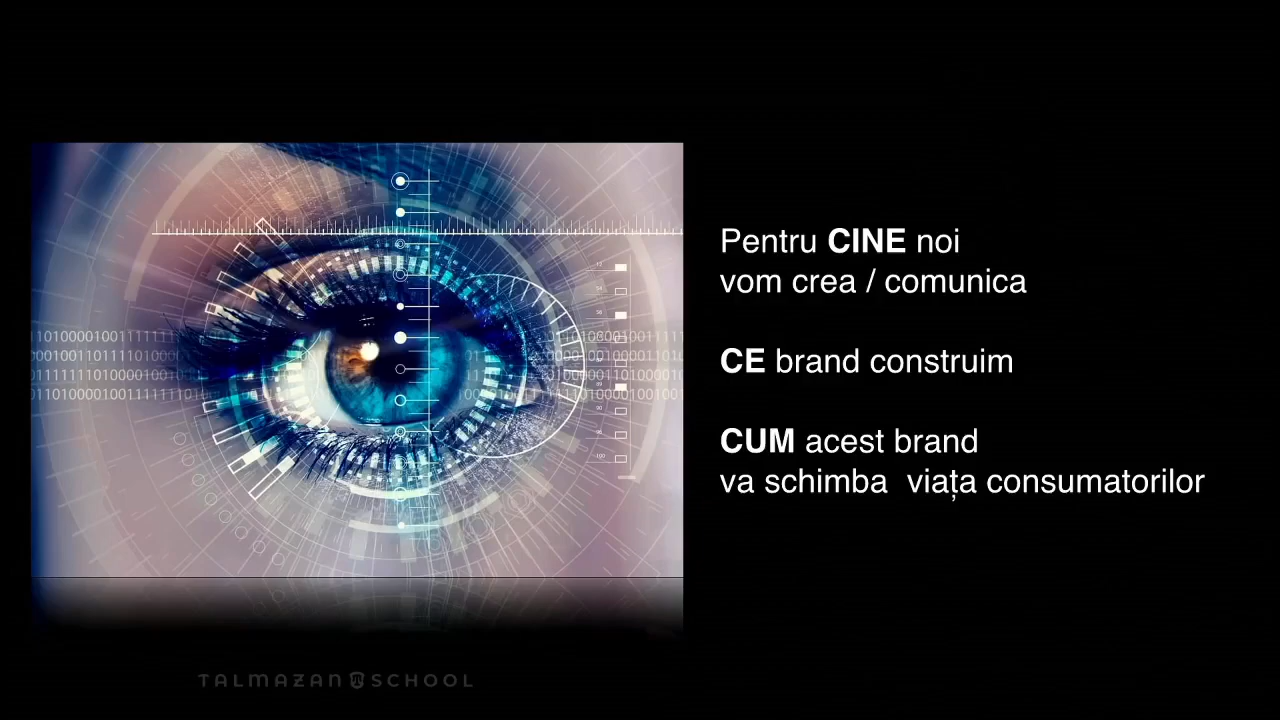 Pentru CINE noi
vom crea / comunica
CE brand construim
CUM acest brand
va schimba viața consumatorilor
TALMAZAN SCHOOL